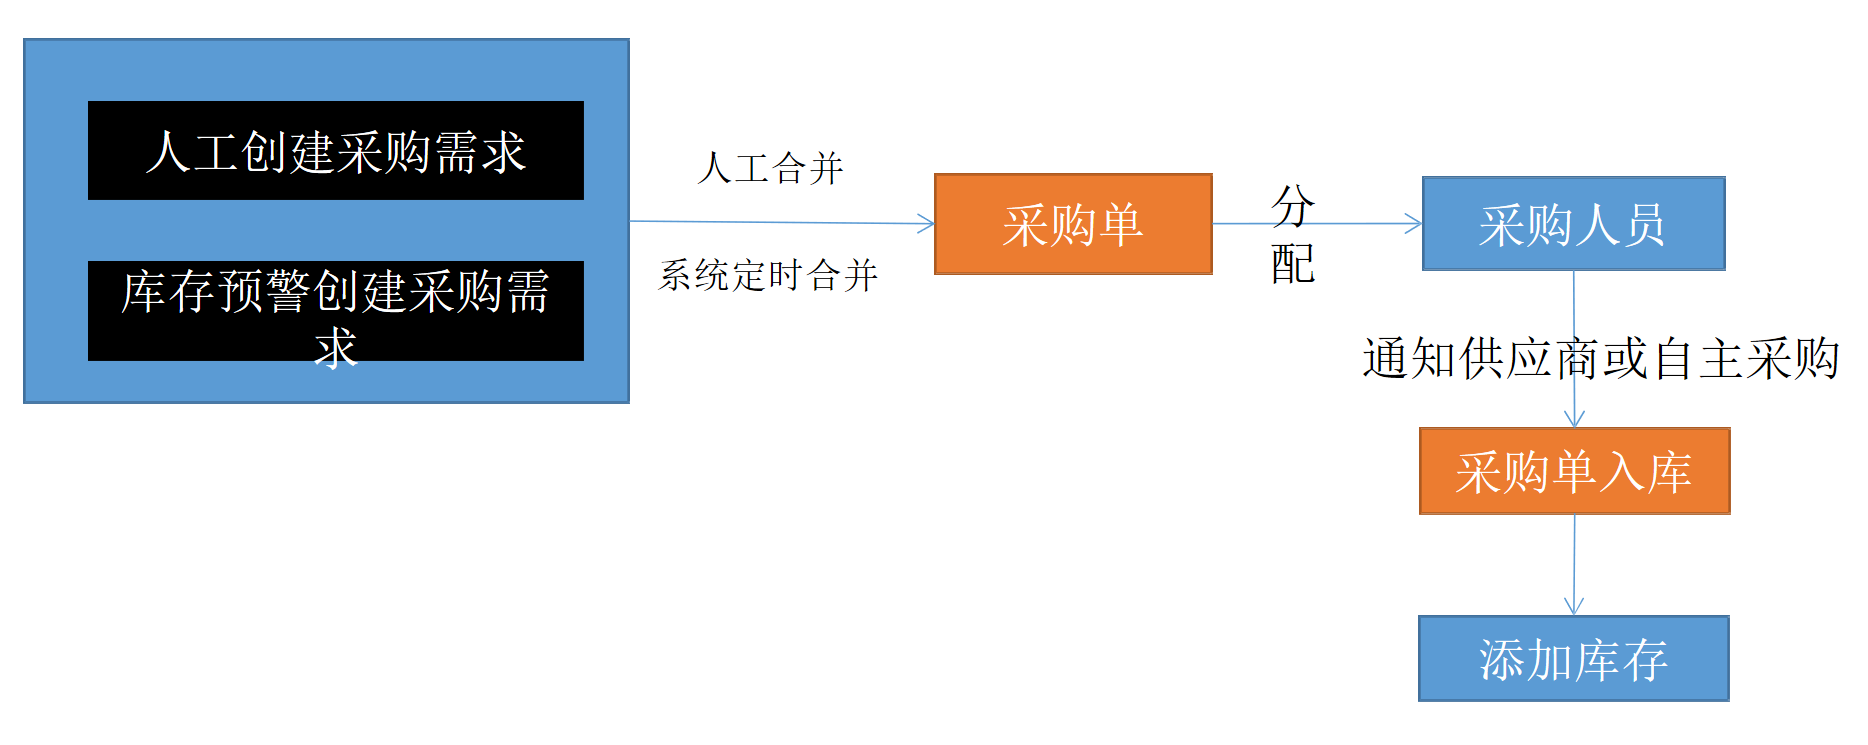 人工创建采购需求
库存预警创建采购需
求
人工合并
系统定时合并
采购单
分
配
采购人员
通知供应商或自主采购
采购单入库
添加库存